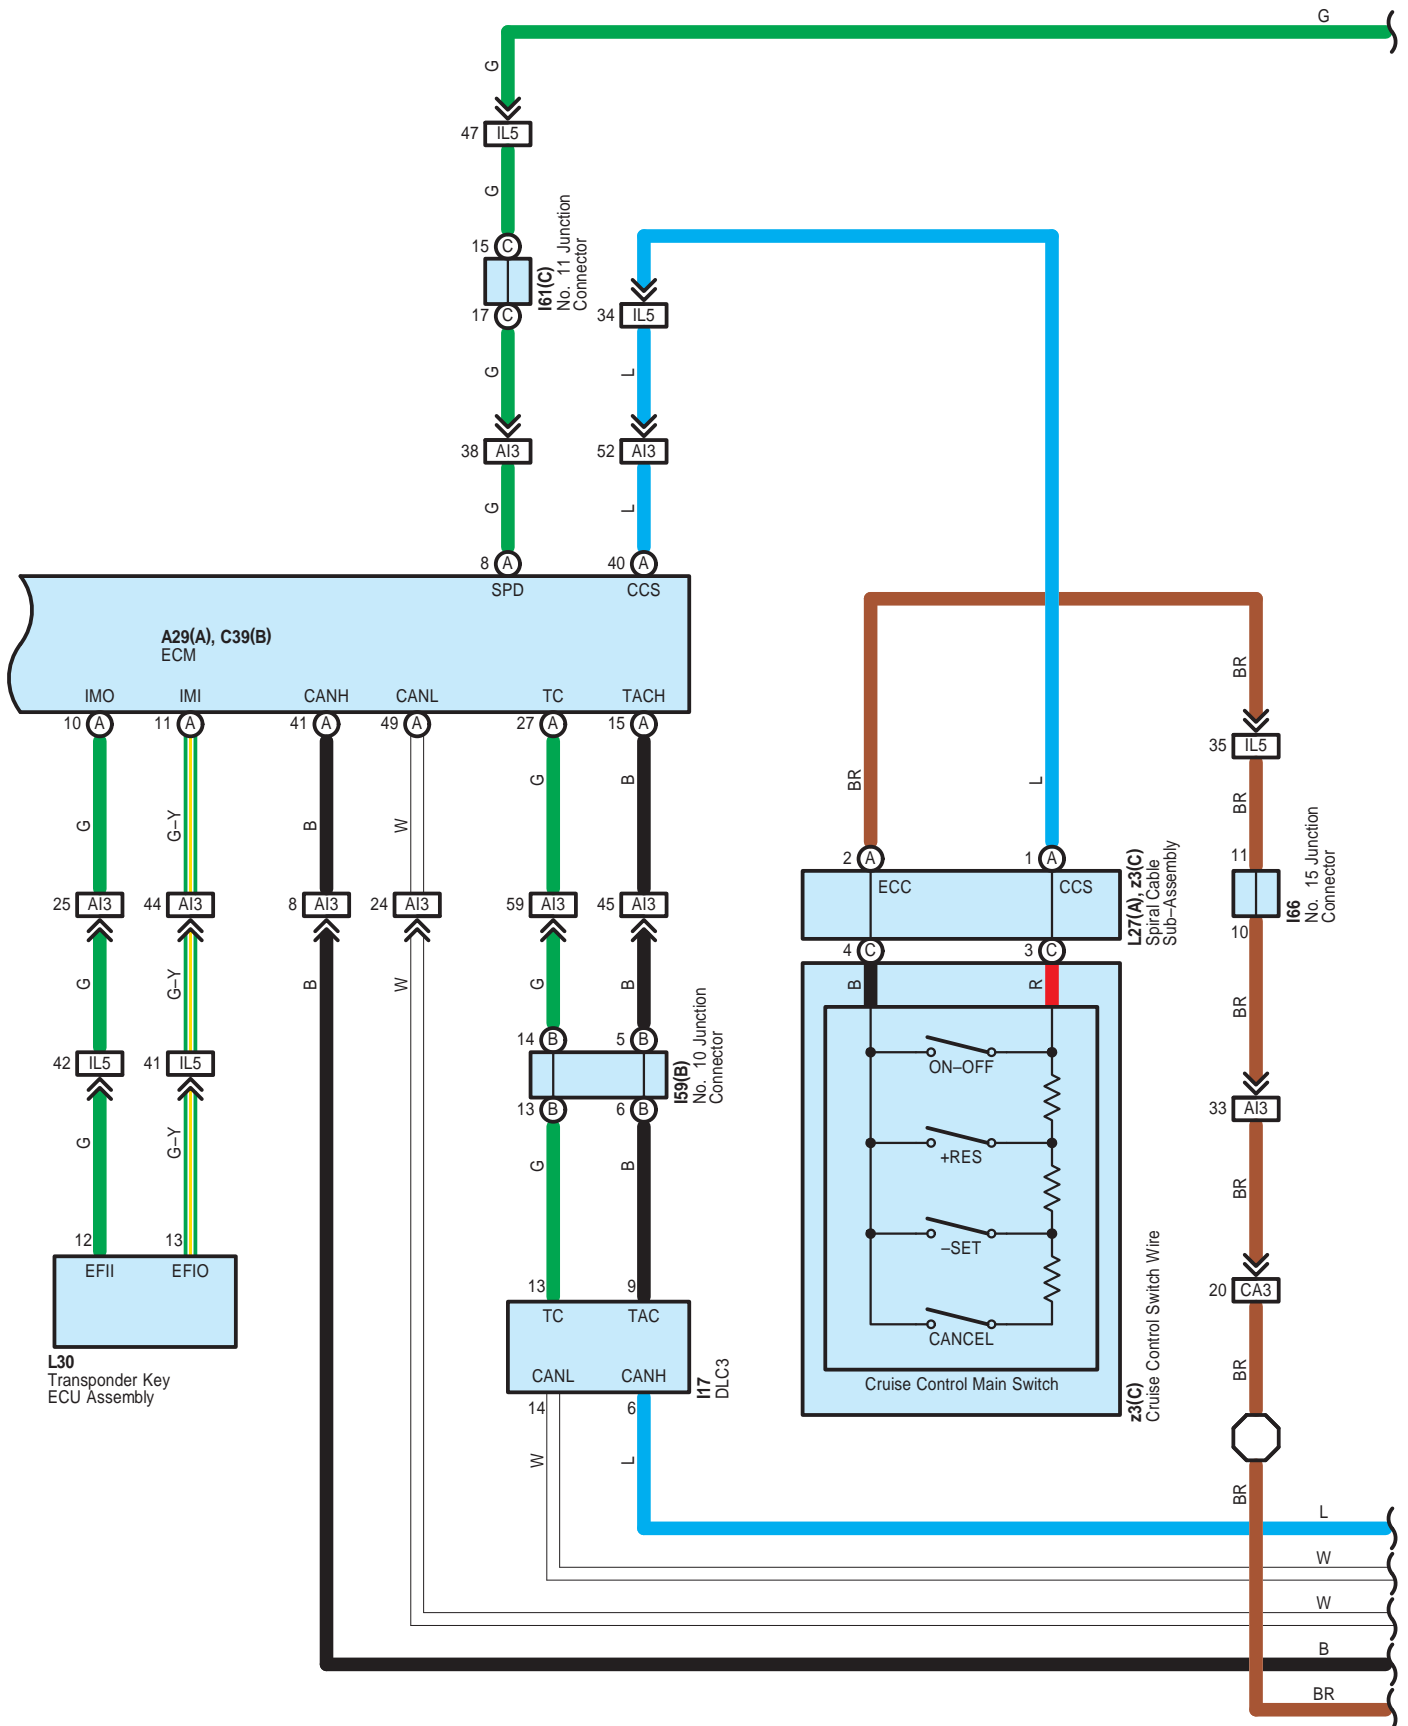 G
G
47 IL5
G
15 C
I61(C)
No. 11 Junction
Connector
17 C
34 IL5
G
L
38 AI3
52 AI3
G
L
8 A
40 A
SPD
CCS
A29(A), C39(B)
ECM
IMO
IMI
CANH
CANL
TC
TACH
10 A
11 A
41 A
49 A
27 A
15 A
G
G–Y
B
W
G
B
25 AI3
44 AI3
8 AI3
24 AI3
59 AI3
45 AI3
G
G–Y
B
W
G
B
14 B
5 B
I59(B)
No. 10 Junction
Connector
13 B
6 B
42 IL5
41 IL5
G
G–Y
G
B
12
13
EFII
EFIO
L30
Transponder Key
ECU Assembly
13
9
TC
TAC
CANL
CANH
I17
DLC3
14
6
W
L
BR
L
2 A
1 A
ECC
CCS
L27(A), z3(C)
Spiral Cable
Sub–Assembly
4 C
3 C
B
R
ON–OFF
+RES
–SET
CANCEL
Cruise Control Main Switch
z3(C)
Cruise Control Switch Wire
BR
35 IL5
BR
11
I66
No. 15 Junction
Connector
10
BR
33 AI3
BR
20 CA3
BR
BR
L
W
W
B
BR